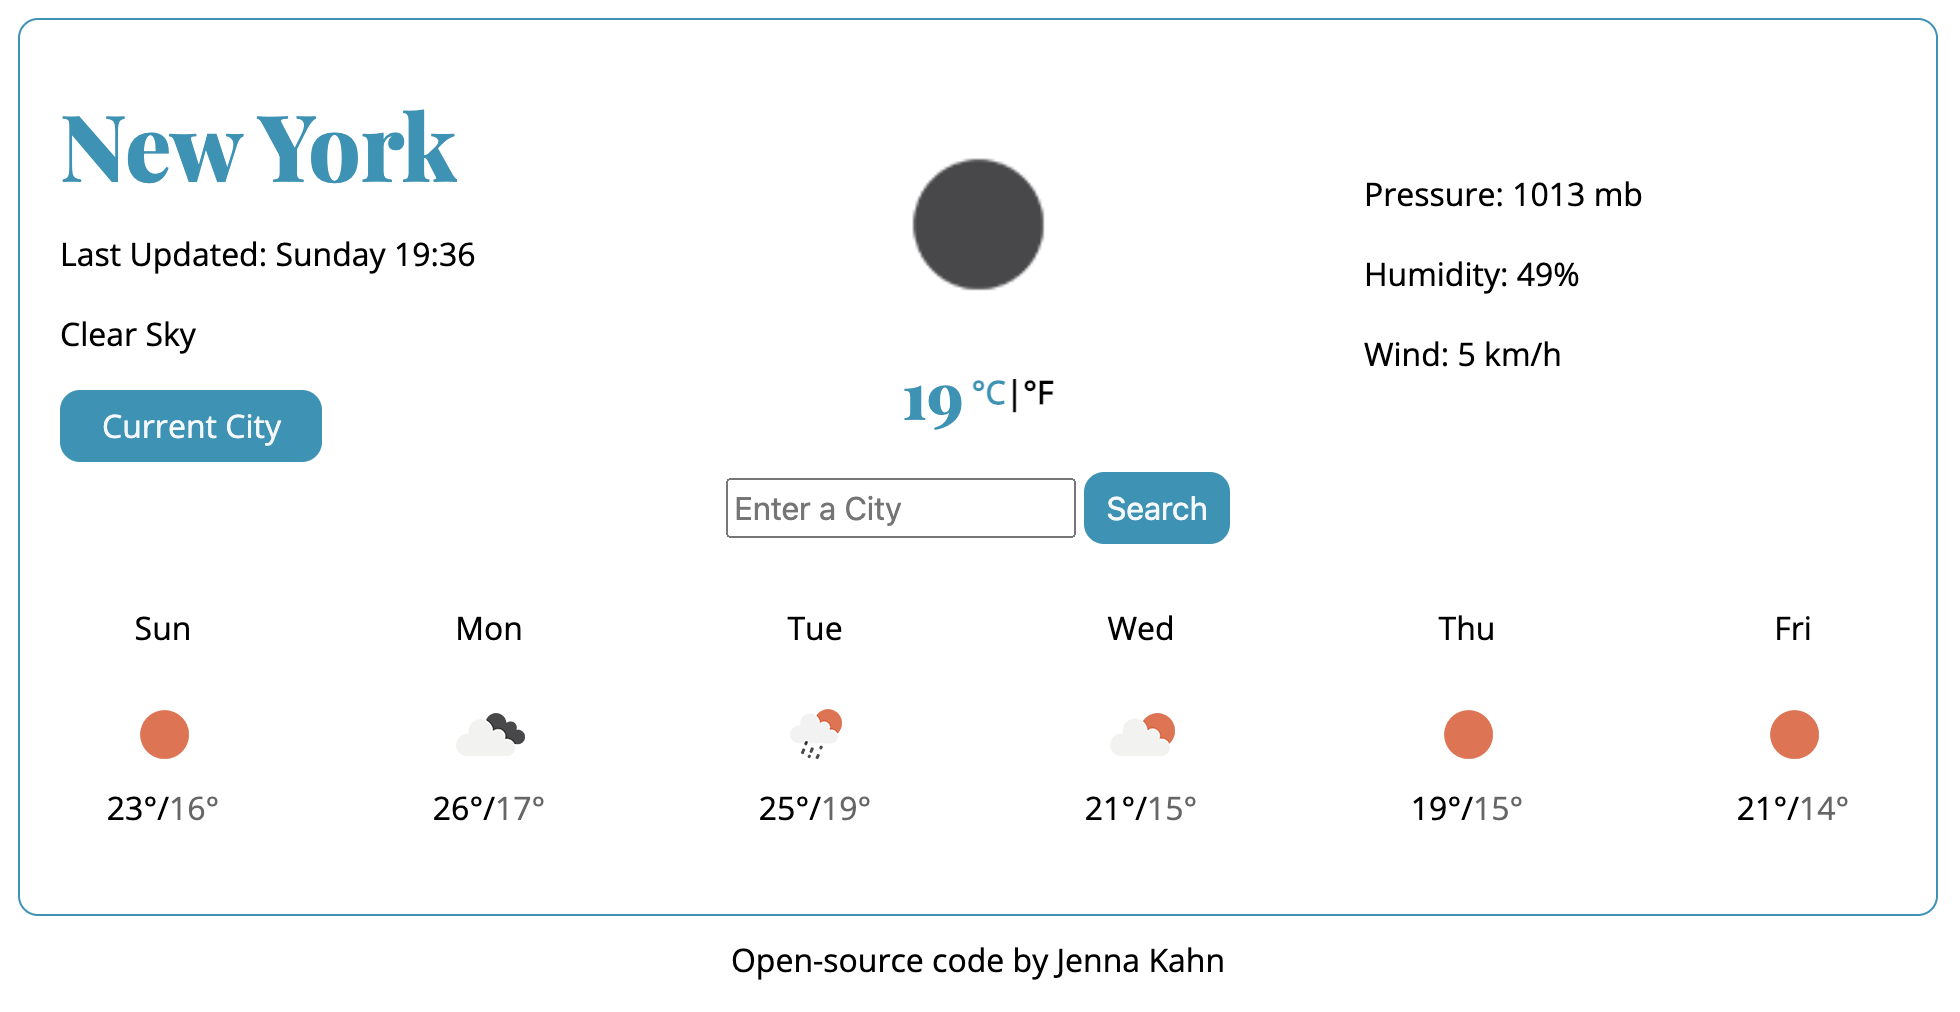 New York
Last Updated: Sunday 19:36
Clear Sky
Current City
19 °C|°F
Pressure: 1013 mb
Humidity: 49%
Wind: 5 km/h
Enter a City Search
Sun Mon Tue Wed Thu Fri
23°/16° 26°/17° 25°/19° 21°/15° 19°/15° 21°/14°
Open-source code by Jenna Kahn